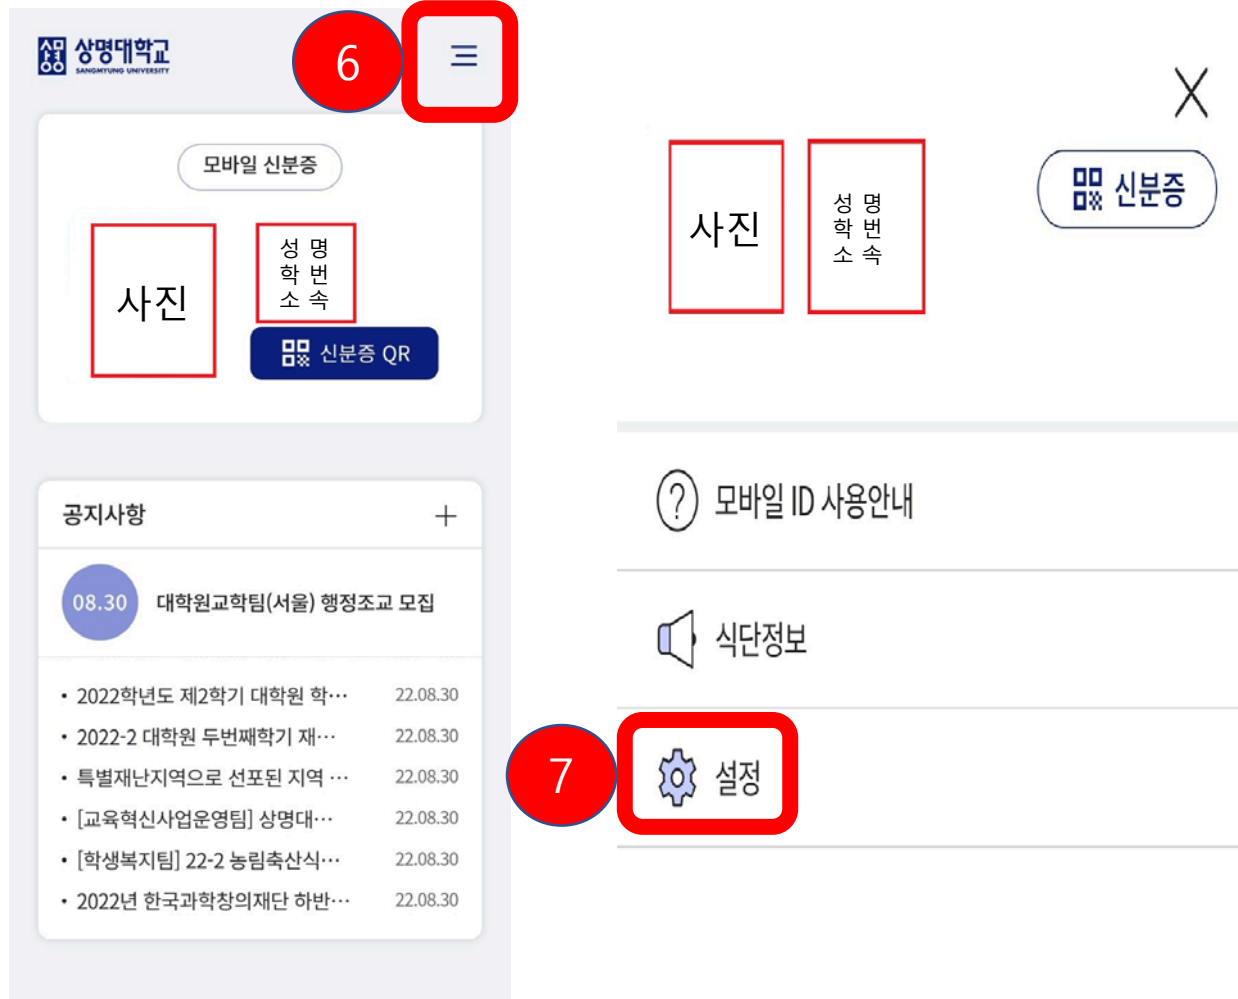 상명대학교
SANGMYUNG UNIVERSITY
6
모바일 신분증
사진
성 명
학 번
소 속
신분증 QR
공지사항
08.30 대학원교학팀(서울) 행정조교 모집
• 2022학년도 제2학기 대학원 학… 22.08.30
• 2022-2 대학원 두번째학기 재… 22.08.30
• 특별재난지역으로 선포된 지역 … 22.08.30
• [교육혁신사업운영팀] 상명대… 22.08.30
• [학생복지팀] 22-2 농림축산식… 22.08.30
• 2022년 한국과학창의재단 하반… 22.08.30
사진
성 명
학 번
소 속
신분증
모바일 ID 사용안내
식단정보
7
설정